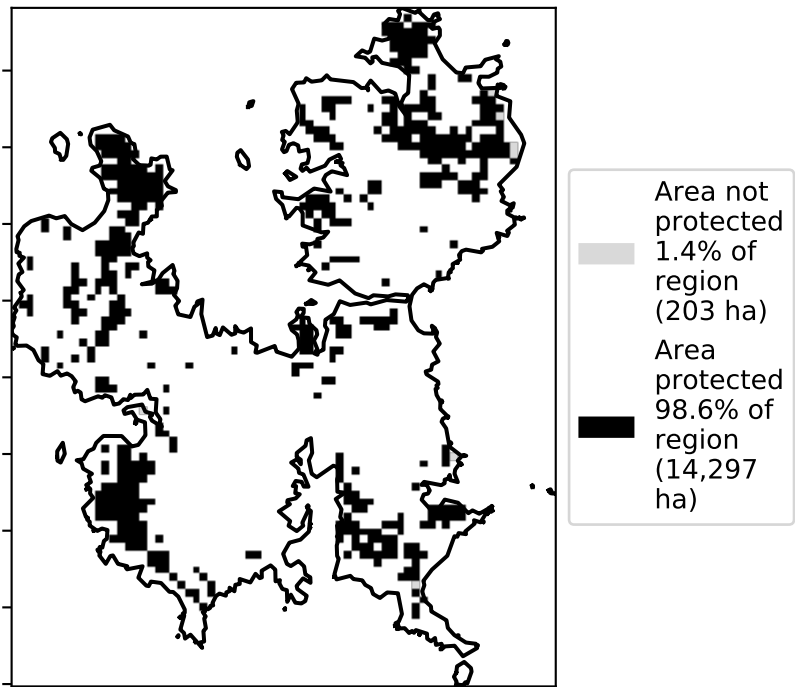 Area not
protected
1.4% of
region
(203 ha)
Area
protected
98.6% of
region
(14,297
ha)